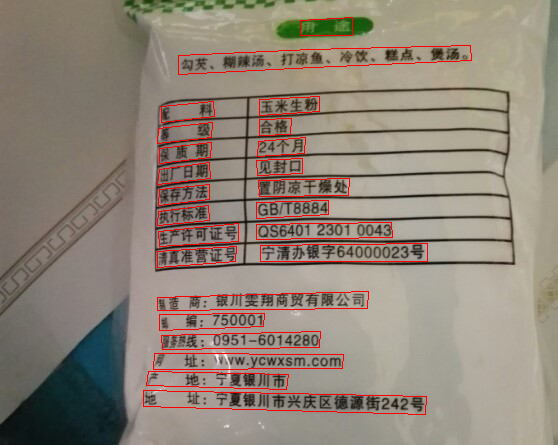 用途
勾芡、糊辣汤、打凉鱼、冷饮、糕点、煲汤。
配料 玉米生粉
等级 合格
保质期 24个月
出厂日期 见封口
保存方法 置阴凉干燥处
执行标准 GB/T8884
生产许可证号 QS6401 2301 0043
清真准营证号 宁清办银字64000023号
制造商：银川雯翔商贸有限公司
邮编：750001
服务热线：0951-6014280
网址：www.ycwxsm.com
产地：宁夏银川市
地址：宁夏银川市兴庆区德源街242号